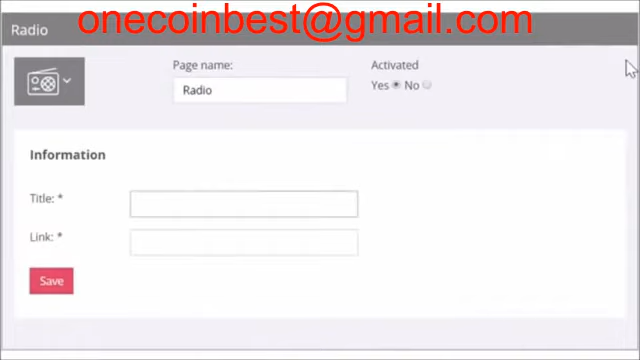 onecoinbest@gmail.com
Radio
Page name:
Activated
Radio
Yes No
Information
Title: *
Link: *
Save